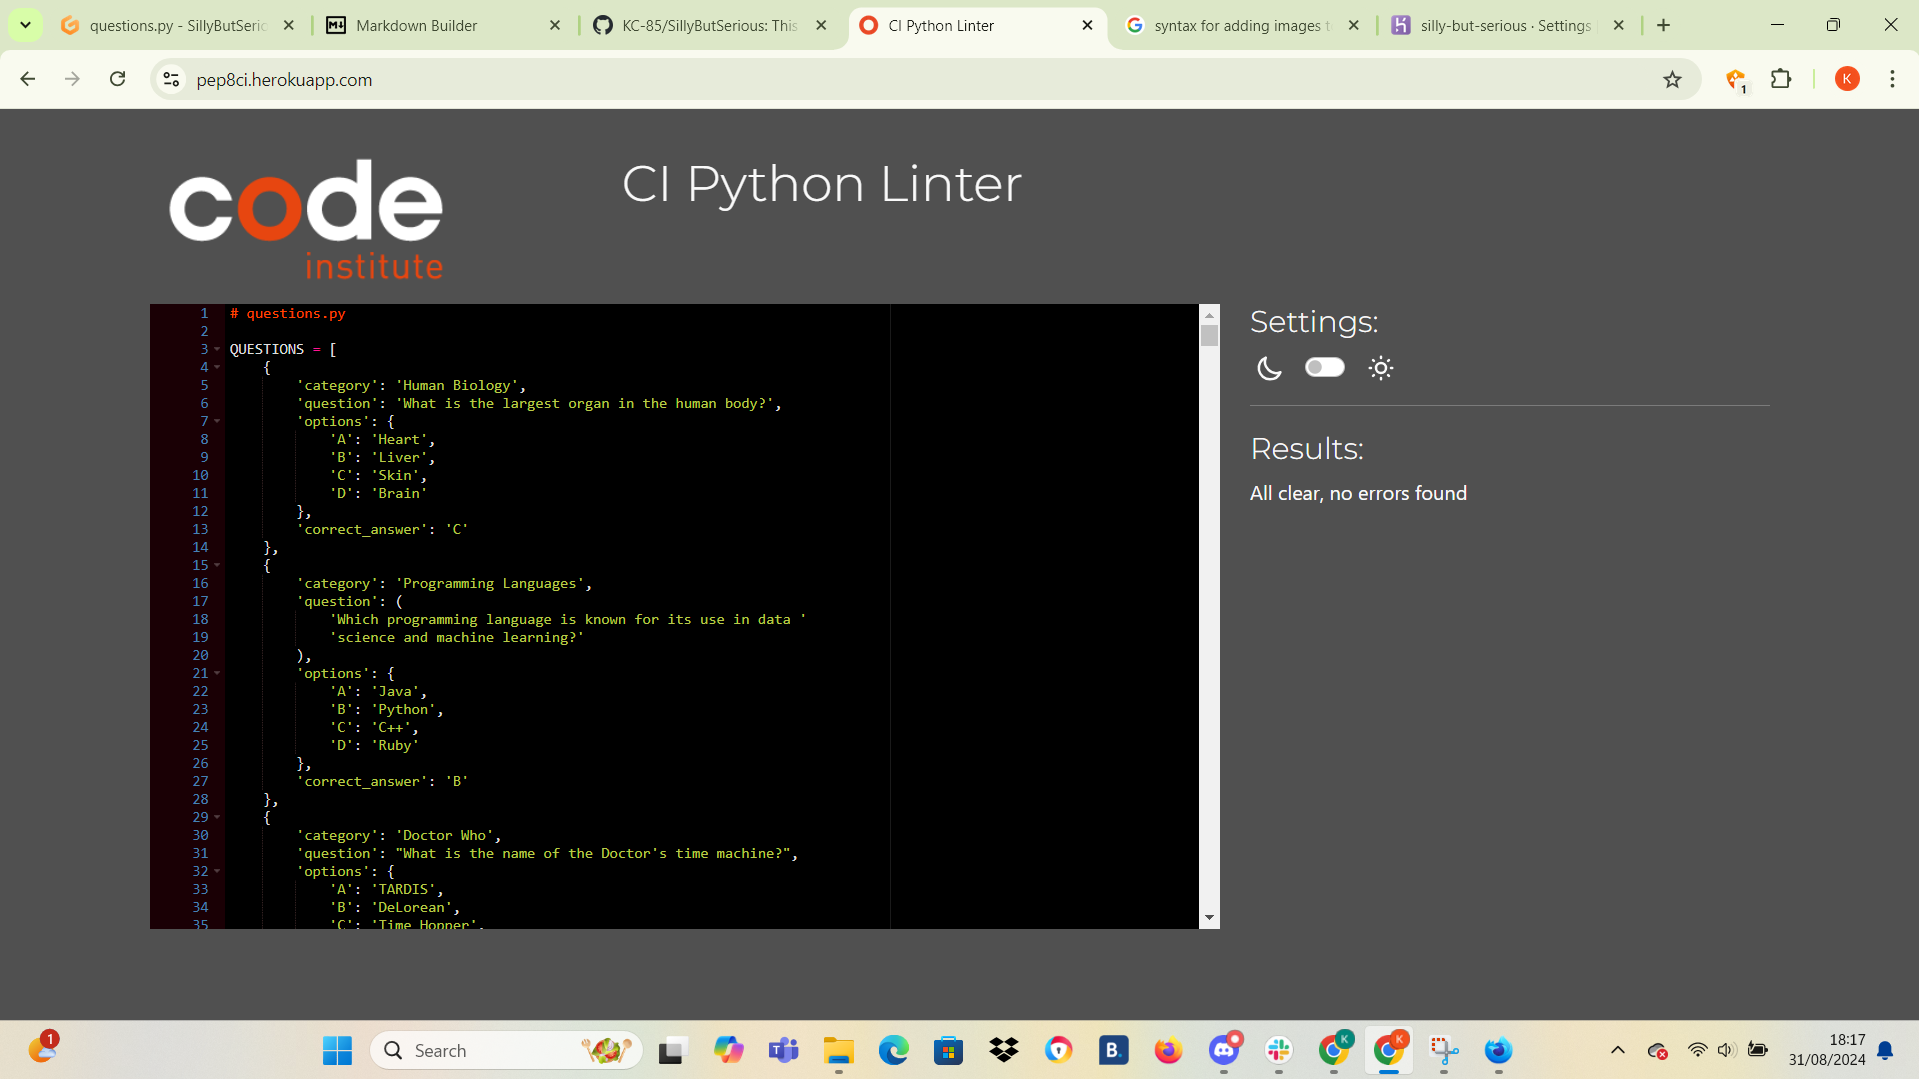 questions.py - SillyButSerio
Markdown Builder
KC-85/SillyButSerious: This
CI Python Linter
syntax for adding images t
silly-but-serious · Settings
pep8ci.herokuapp.com
1
K
code
institute
CI Python Linter
1 # questions.py
2
3 QUESTIONS = [
4 {
5 'category': 'Human Biology',
6 'question': 'What is the largest organ in the human body?',
7 'options': {
8 'A': 'Heart',
9 'B': 'Liver',
10 'C': 'Skin',
11 'D': 'Brain'
12 },
13 'correct_answer': 'C'
14 },
15 {
16 'category': 'Programming Languages',
17 'question': (
18 'Which programming language is known for its use in data '
19 'science and machine learning?'
20 ),
21 'options': {
22 'A': 'Java',
23 'B': 'Python',
24 'C': 'C++',
25 'D': 'Ruby'
26 },
27 'correct_answer': 'B'
28 },
29 {
30 'category': 'Doctor Who',
31 'question': "What is the name of the Doctor's time machine?",
32 'options': {
33 'A': 'TARDIS',
34 'B': 'DeLorean',
35 'C': 'Time Hopper',
Settings:
Results:
All clear, no errors found
1
Search
B.
K
K
18:17
31/08/2024